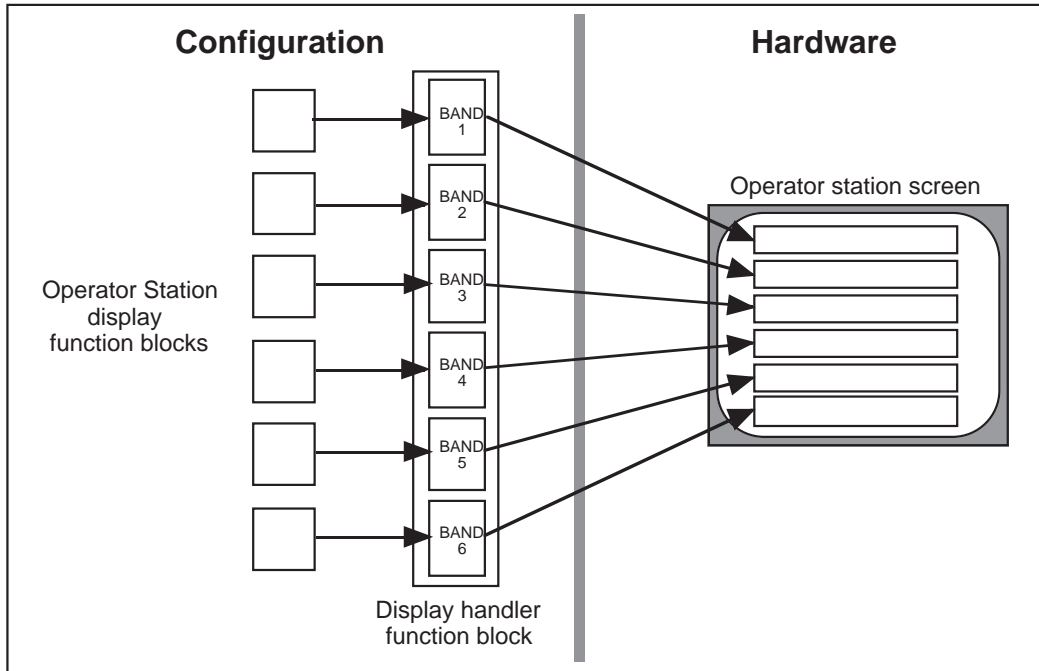 Configuration
Hardware
BAND
1
BAND
2
BAND
3
BAND
4
BAND
5
BAND
6
Operator Station
display
function blocks
Display handler
function block
Operator station screen